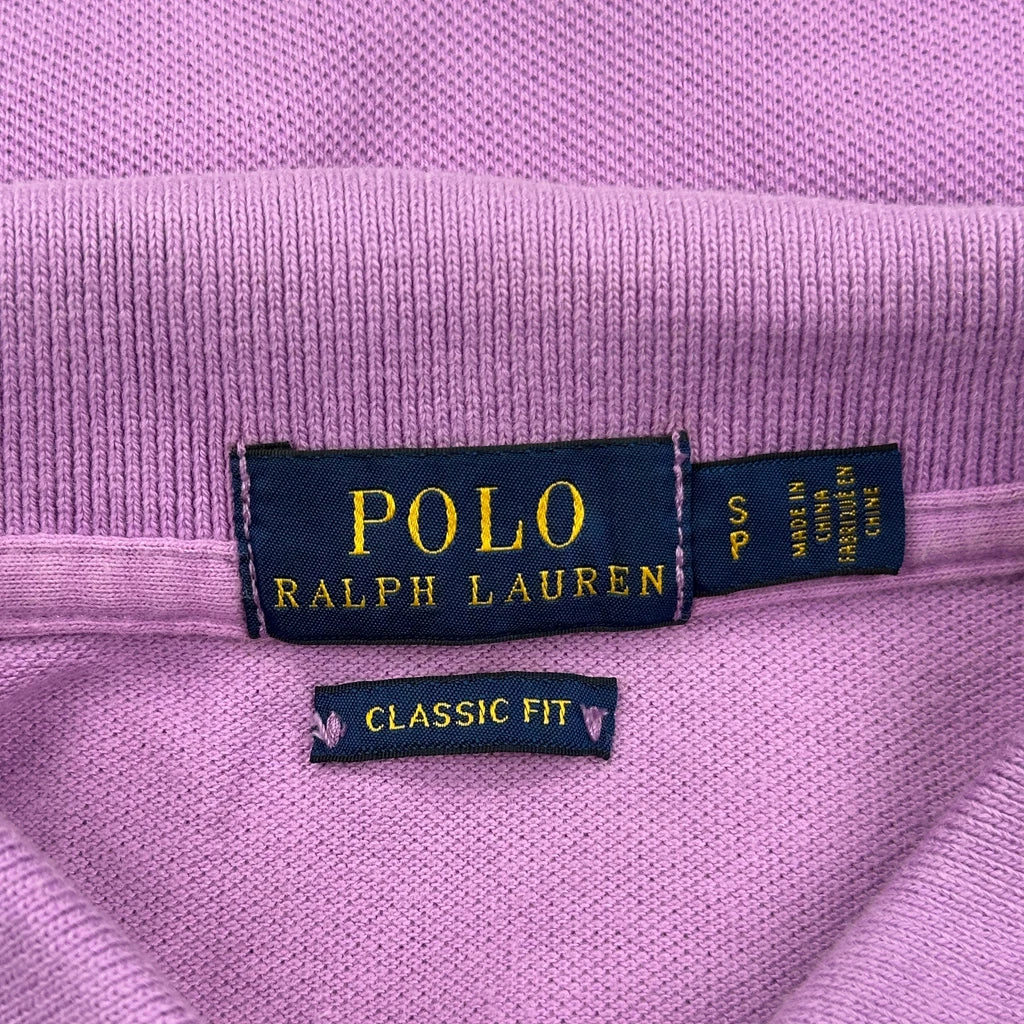 POLO
RALPH LAUREN
S
P
MADE IN
CHINA
FABRIQUÉ EN
CHINE
CLASSIC FIT